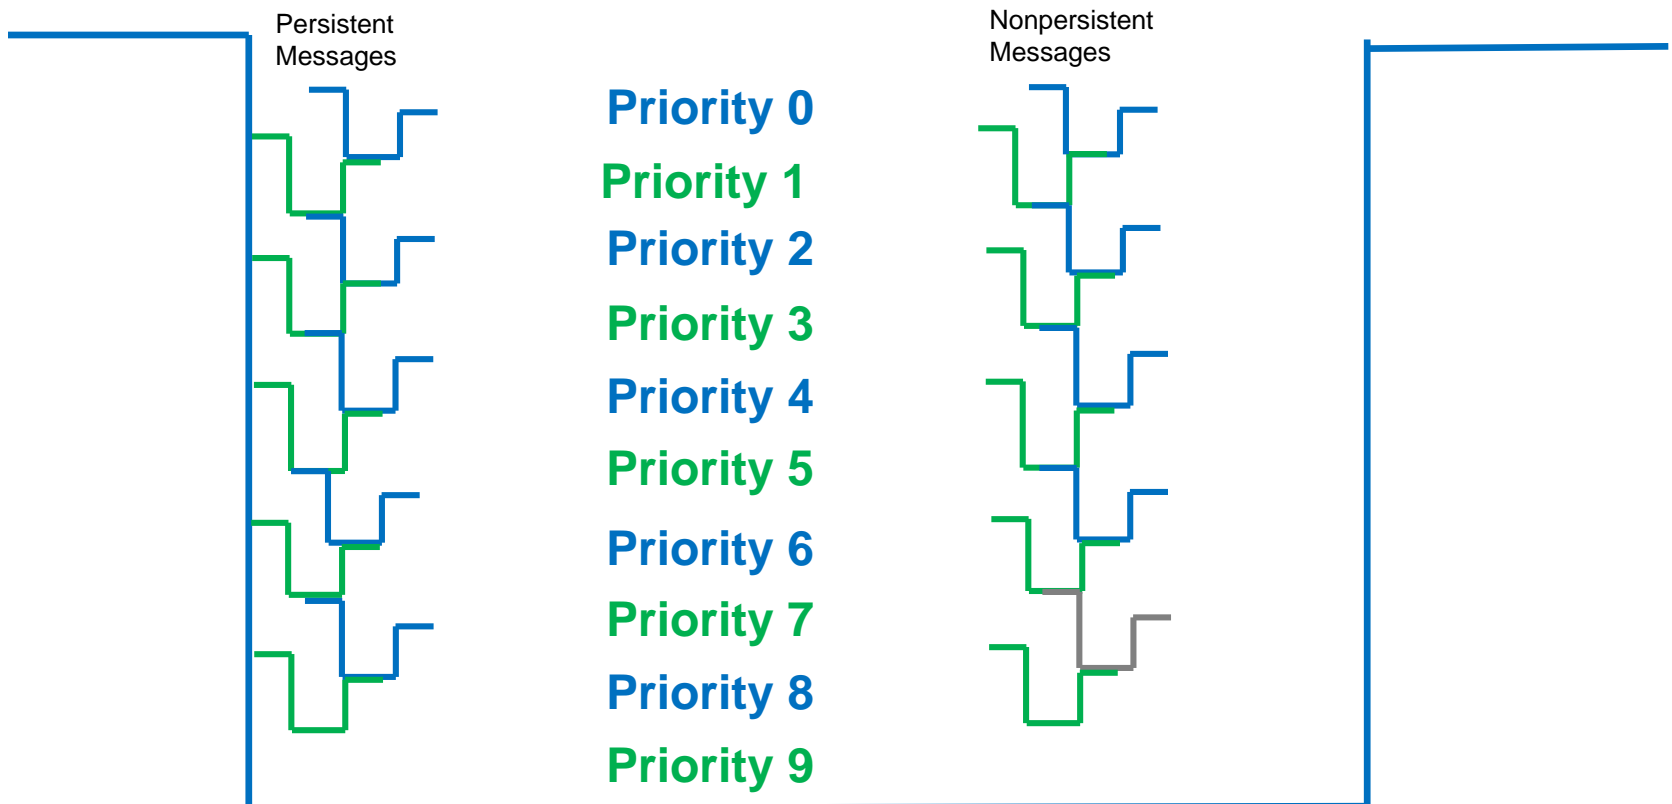 Persistent
Messages
Nonpersistent
Messages
Priority 0
Priority 1
Priority 2
Priority 3
Priority 4
Priority 5
Priority 6
Priority 7
Priority 8
Priority 9